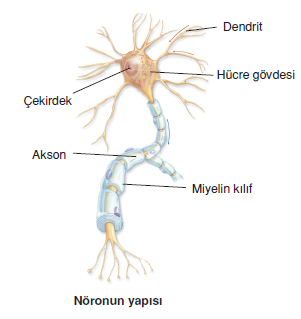 Dendrit
Hücre gövdesi
Çekirdek
Akson
Miyelin kılıf
Nöronun yapısı